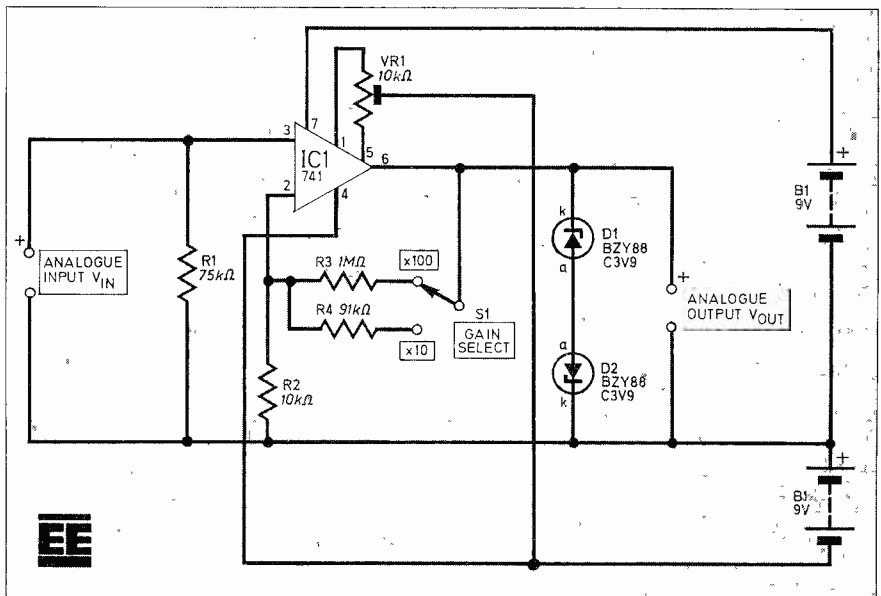 VR1
10kΩ
7
3
1
IC1
741
5
6
2
4
+
B1
9V
k
D1
BZY88
C3V9
a
+
ANALOGUE
INPUT VIN
R1
75kΩ
R3 1MΩ
x100
R4 91kΩ
S1
GAIN
SELECT
x10
+
ANALOGUE
OUTPUT VOUT
a
D2
BZY88
C3V9
k
R2
10kΩ
+
B1
9V
EE